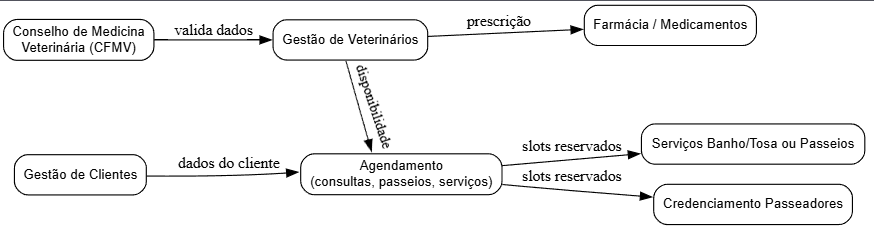 Conselho de Medicina
Veterinária (CFMV)
valida dados
Gestão de Veterinários
prescrição
Farmácia / Medicamentos
disponibilidade
Gestão de Clientes
dados do cliente
Agendamento
(consultas, passeios, serviços)
slots reservados
Serviços Banho/Tosa ou Passeios
slots reservados
Credenciamento Passeadores